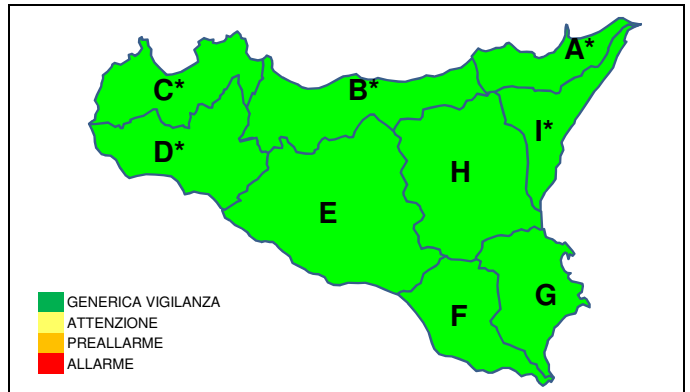 A*
C*
B*
I*
D*
H
E
G
F
GENERICA VIGILANZA
ATTENZIONE
PREALLARME
ALLARME